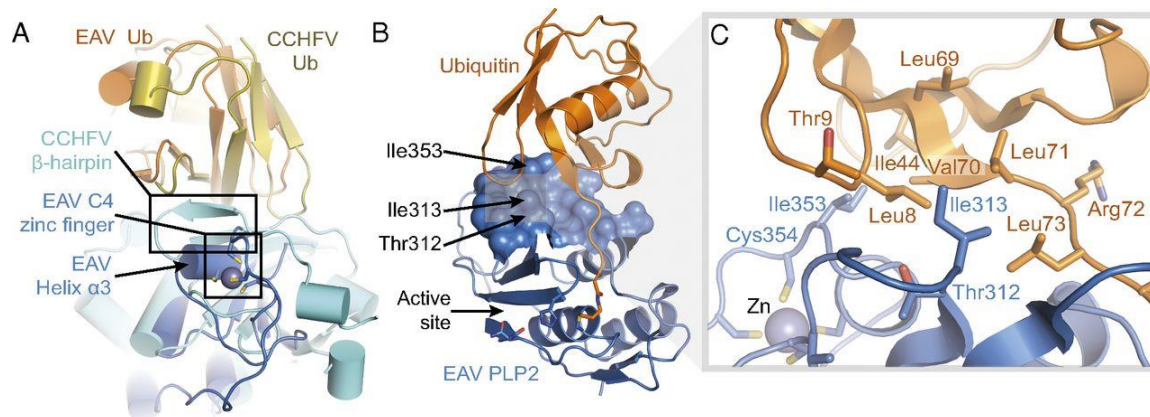 A
EAV Ub
CCHFV
Ub
CCHFV
β-hairpin
EAV C4
zinc finger
EAV
Helix α3
B
Ubiquitin
Ile353
Ile313
Thr312
Active
site
EAV PLP2
C
Leu69
Thr9
Ile44
Val70
Leu71
Ile353
Leu8
Ile313
Arg72
Cys354
Leu73
Thr312
Zn